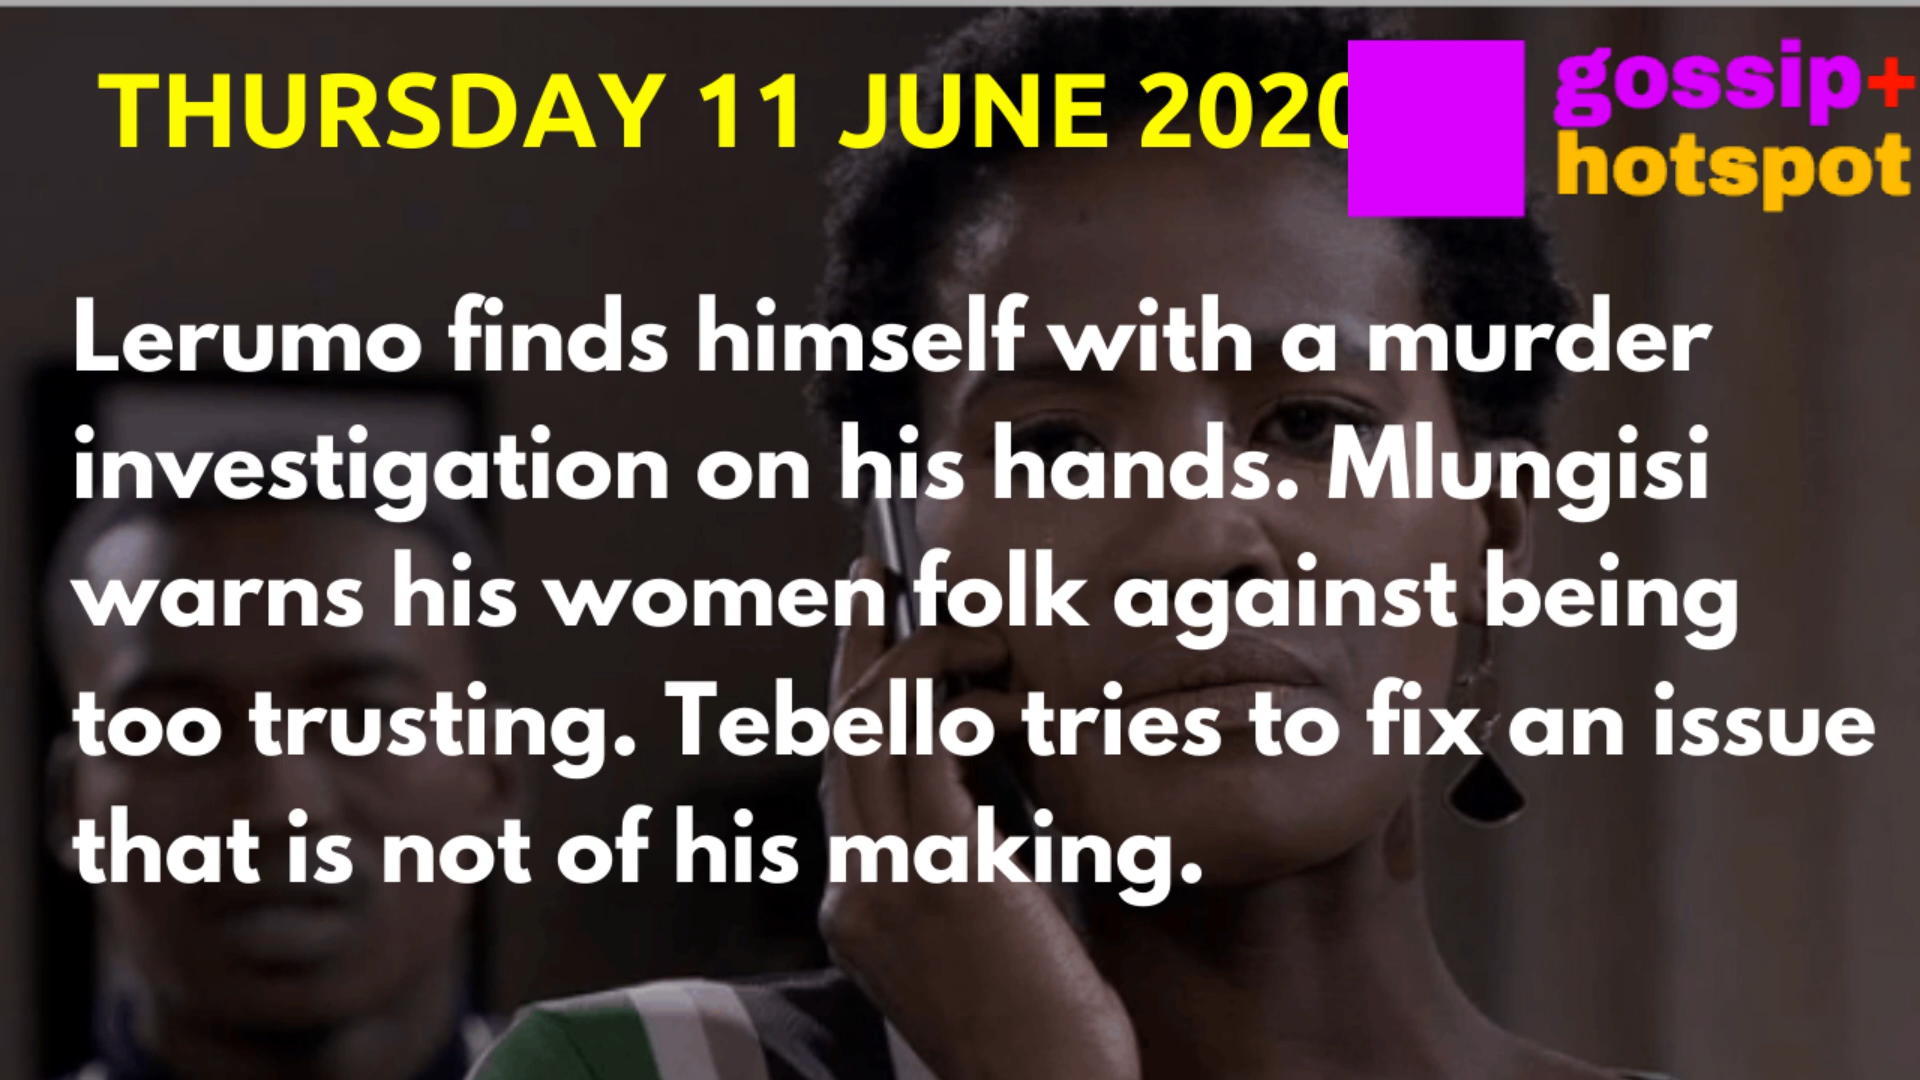 THURSDAY 11 JUNE 2020
gossip+
hotspot
Lerumo finds himself with a murder
investigation on his hands. Mlungisi
warns his women folk against being
too trusting. Tebello tries to fix an issue
that is not of his making.